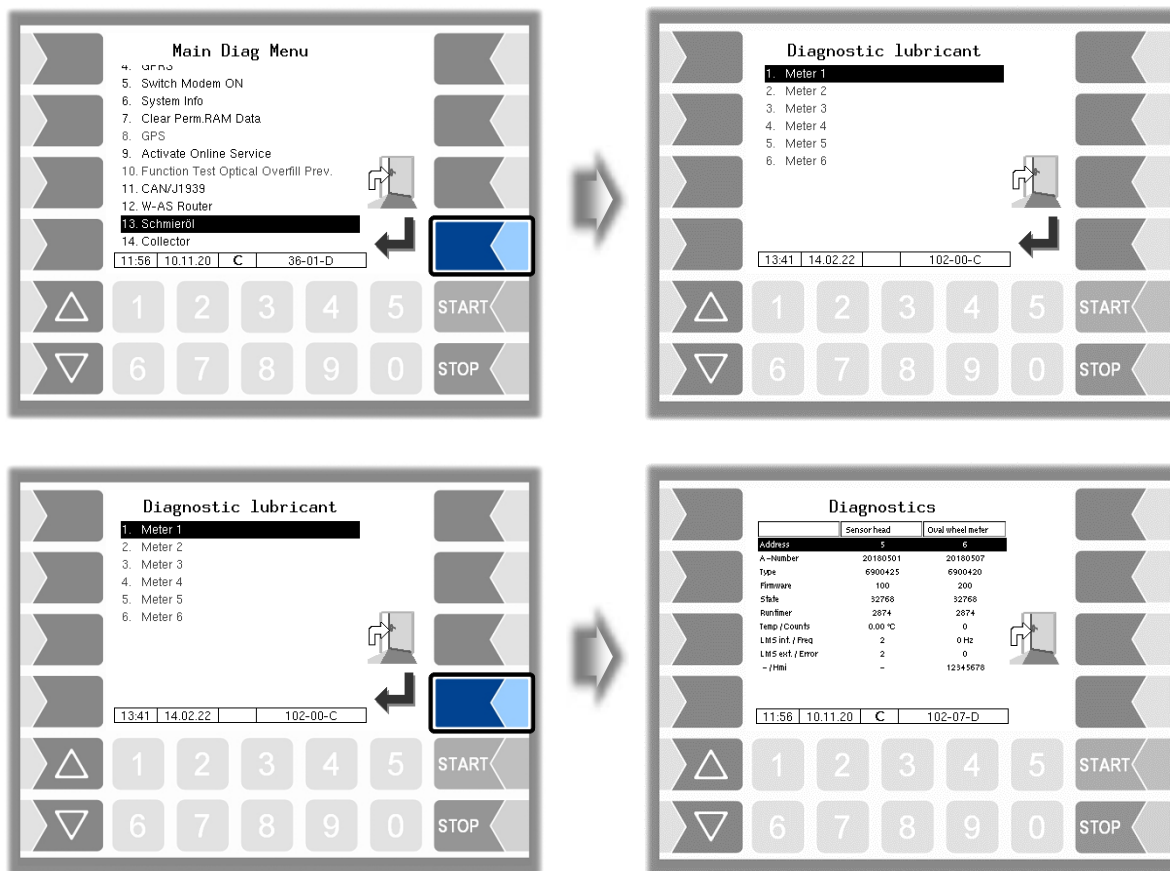 Main Diag Menu
4. GPRS
5. Switch Modem ON
6. System Info
7. Clear Perm.RAM Data
8. GPS
9. Activate Online Service
10. Function Test Optical Overfill Prev.
11. CAN/J1939
12. W-AS Router
13. Schmieröl
14. Collector
11:56 10.11.20 C 36-01-D
1 2 3 4 5 START
6 7 8 9 0 STOP
Diagnostic lubricant
1. Meter 1
2. Meter 2
3. Meter 3
4. Meter 4
5. Meter 5
6. Meter 6
13:41 14.02.22 102-00-C
1 2 3 4 5 START
6 7 8 9 0 STOP
Diagnostic lubricant
1. Meter 1
2. Meter 2
3. Meter 3
4. Meter 4
5. Meter 5
6. Meter 6
13:41 14.02.22 102-00-C
1 2 3 4 5 START
6 7 8 9 0 STOP
Diagnostics
Sensor head Oval wheel meter
Address 5 6
A-Number 20180501 20180507
Type 6900425 6900420
Firmware 100 200
State 32768 32768
Runtimer 2874 2874
Temp / Counts 0.00 °C 0
LMS int. / Freq 2 0 Hz
LMS ext. / Error 2 0
- / Hmi - 12345678
11:56 10.11.20 C 102-07-D
1 2 3 4 5 START
6 7 8 9 0 STOP